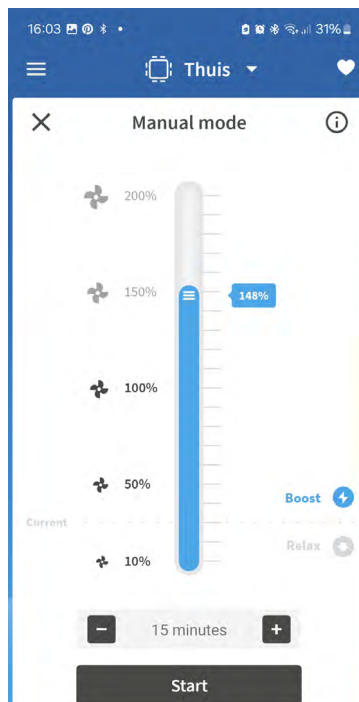 16:03 31%
Thuis
Manual mode
200%
150% 148%
100%
50%
Boost
Current
Relax
10%
15 minutes
Start